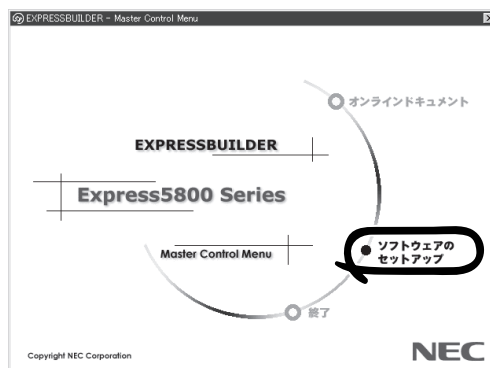 EXPRESSBUILDER - Master Control Menu
オンラインドキュメント
EXPRESSBUILDER
Express5800 Series
ソフトウェアの
セットアップ
Master Control Menu
終了
Copyright NEC Corporation
NEC